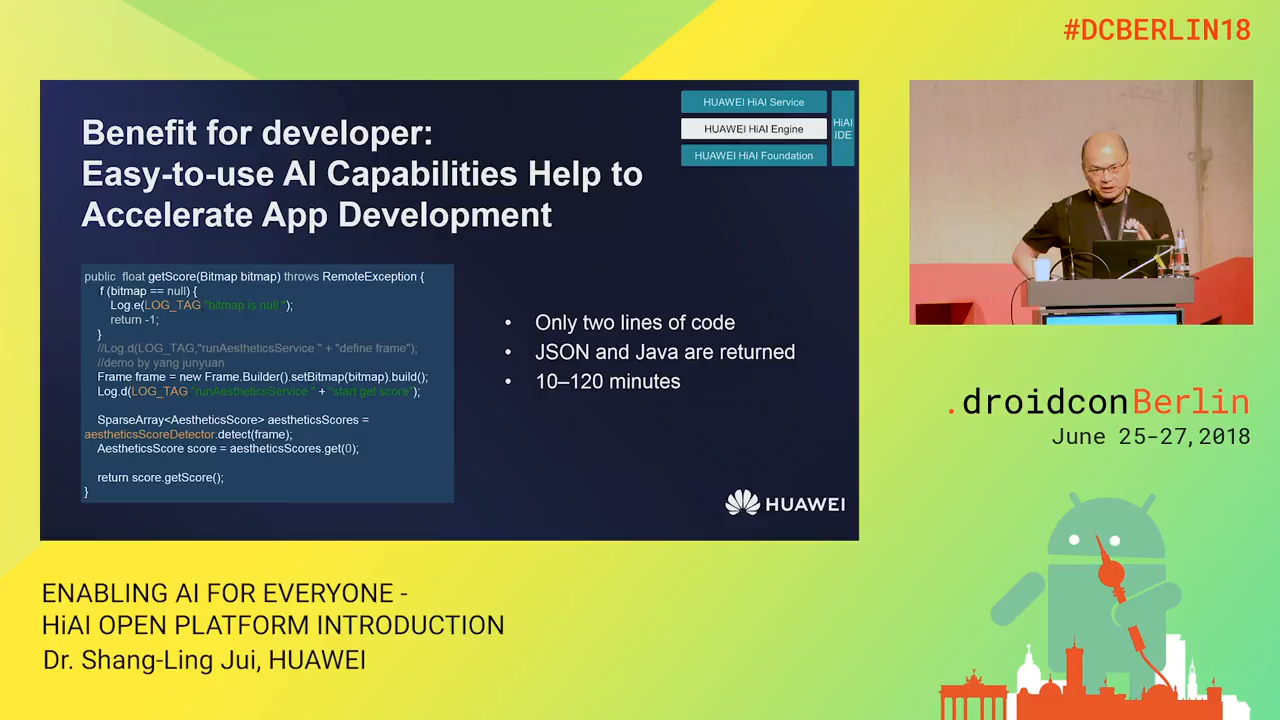 #DCBERLIN18
HUAWEI HiAI Service
HUAWEI HiAI Engine
HUAWEI HiAI Foundation
HiAI
IDE
Benefit for developer:
Easy-to-use AI Capabilities Help to
Accelerate App Development
public float getScore(Bitmap bitmap) throws RemoteException {
f (bitmap == null) {
Log.e(LOG_TAG "bitmap is null ");
return -1;
}
//Log.d(LOG_TAG,"runAestheticsService " + "define frame");
//demo by yang junyuan
Frame frame = new Frame.Builder().setBitmap(bitmap).build();
Log.d(LOG_TAG "runAestheticsService " + "start get score");
SparseArray<AestheticsScore> aestheticScores =
aestheticsScoreDetector.detect(frame);
AestheticsScore score = aestheticsScores.get(0);
return score.getScore();
}
• Only two lines of code
• JSON and Java are returned
• 10–120 minutes
HUAWEI
.droidconBerlin
June 25-27,2018
ENABLING AI FOR EVERYONE -
HiAI OPEN PLATFORM INTRODUCTION
Dr. Shang-Ling Jui, HUAWEI